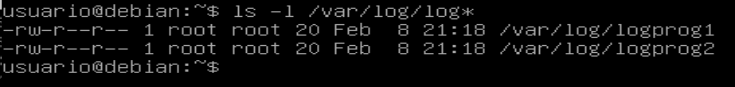 usuario@debian:~$ ls -l /var/log/log*
-rw-r--r-- 1 root root 20 Feb  8 21:18 /var/log/logprog1
-rw-r--r-- 1 root root 20 Feb  8 21:18 /var/log/logprog2
usuario@debian:~$